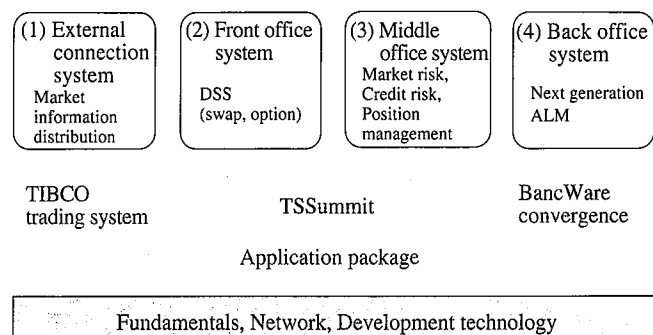 (1) External
connection
system
Market
information
distribution
(2) Front office
system
DSS
(swap, option)
(3) Middle
office system
Market risk,
Credit risk,
Position
management
(4) Back office
system
Next generation
ALM
TIBCO
trading system
TSSummit
BancWare
convergence
Application package
Fundamentals, Network, Development technology